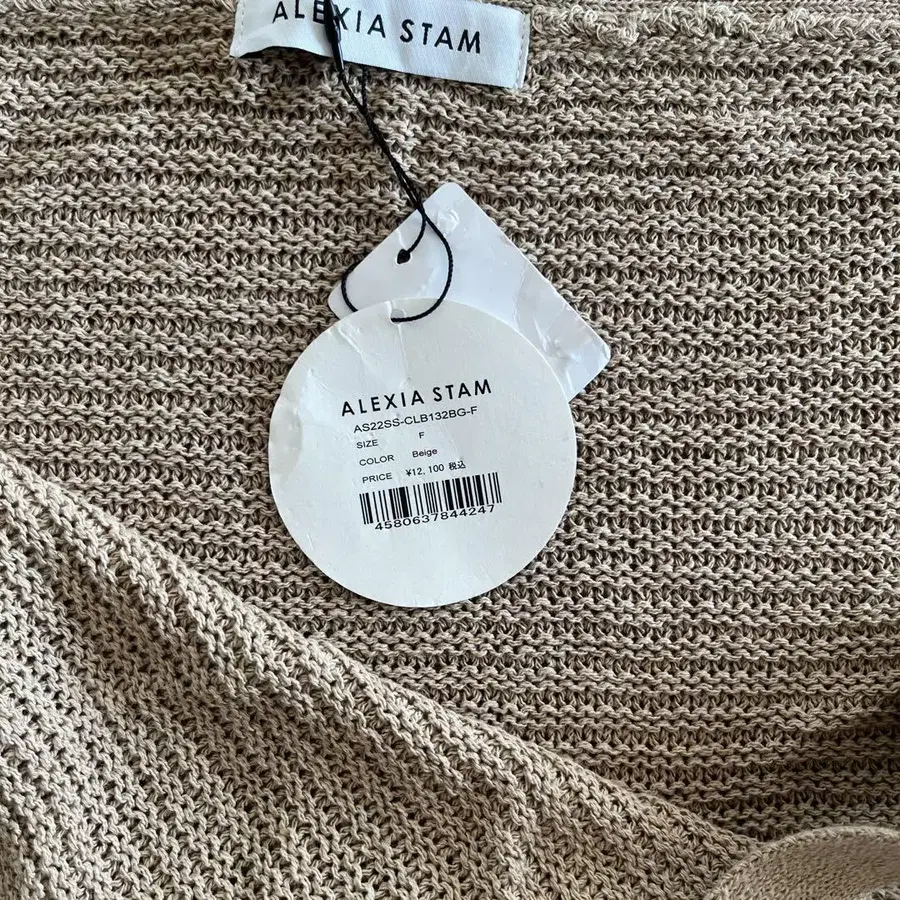 ALEXIA STAM
ALEXIA STAM
AS22SS-CLB132BG-F
SIZE F
COLOR Beige
PRICE ¥12,100 税込
4580637844247